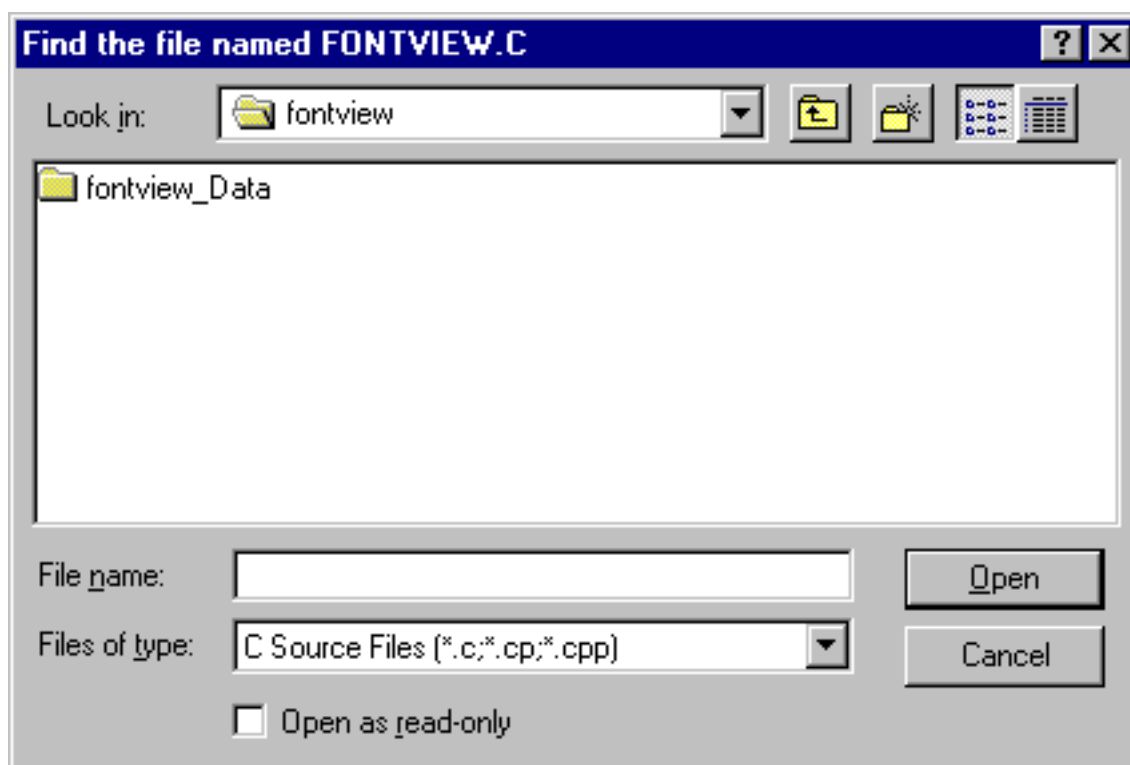 Find the file named FONTVIEW.C
Look in: fontview
fontview_Data
File name: Open
Files of type: C Source Files (*.c;*.cp;*.cpp) Cancel
Open as read-only